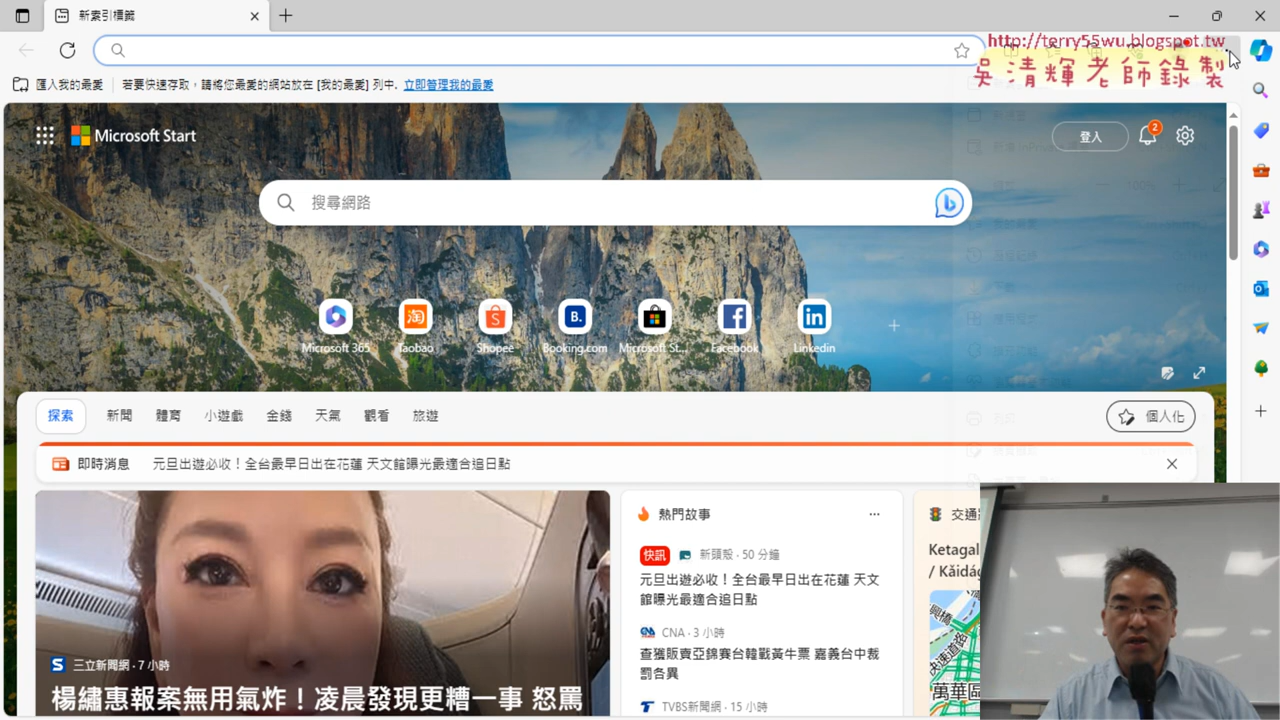 新索引標籤
http://terry55wu.blogspot.tw
吳清輝老師錄製
匯入我的最愛
若要快速存取，請將您最愛的網站放在 [我的最愛] 列中。 立即管理我的最愛
Microsoft Start
登入
2
搜尋網路
Microsoft 365
Taobao
Shopee
Booking.com
Microsoft St...
Facebook
Linkedin
探索
新聞
體育
小遊戲
金錢
天氣
觀看
旅遊
個人化
即時消息
元旦出遊必收！全台最早日出在花蓮 天文館曝光最適合追日點
三立新聞網 · 7 小時
楊繡惠報案無用氣炸！凌晨發現更糟一事 怒罵
熱門故事
快訊
新頭殼 · 50 分鐘
元旦出遊必收！全台最早日出在花蓮 天文
館曝光最適合追日點
CNA · 3 小時
查獲販賣亞錦賽台韓戰黃牛票 嘉義台中裁
罰各異
TVBS新聞網 · 15 小時
Ketagal
萬華區